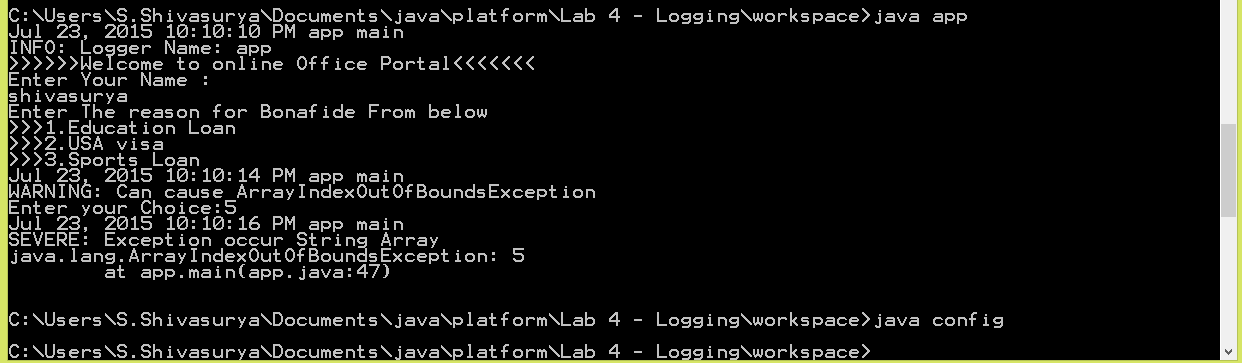 C:\Users\S.Shivasurya\Documents\java\platform\Lab 4 - Logging\workspace>java app
Jul 23, 2015 10:10:10 PM app main
INFO: Logger Name: app
>>>>>>Welcome to online Office Portal<<<<<<<
Enter Your Name :
shivasurya
Enter The reason for Bonafide From below
>>>1.Education Loan
>>>2.USA visa
>>>3.Sports Loan
Jul 23, 2015 10:10:14 PM app main
WARNING: Can cause ArrayIndexOutOfBoundsException
Enter your Choice:5
Jul 23, 2015 10:10:16 PM app main
SEVERE: Exception occur String Array
java.lang.ArrayIndexOutOfBoundsException: 5
        at app.main(app.java:47)
C:\Users\S.Shivasurya\Documents\java\platform\Lab 4 - Logging\workspace>java config
C:\Users\S.Shivasurya\Documents\java\platform\Lab 4 - Logging\workspace>